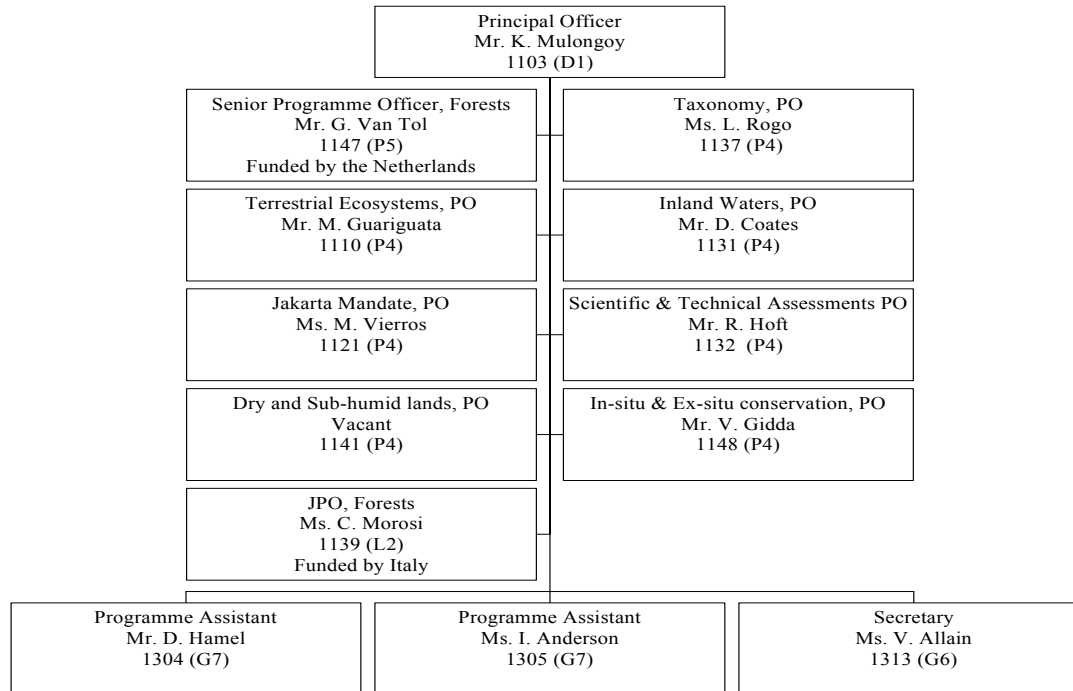 Principal Officer
Mr. K. Mulongoy
1103 (D1)
Senior Programme Officer, Forests
Mr. G. Van Tol
1147 (P5)
Funded by the Netherlands
Taxonomy, PO
Ms. L. Rogo
1137 (P4)
Terrestrial Ecosystems, PO
Mr. M. Guariguata
1110 (P4)
Inland Waters, PO
Mr. D. Coates
1131 (P4)
Jakarta Mandate, PO
Ms. M. Vierros
1121 (P4)
Scientific & Technical Assessments PO
Mr. R. Hoft
1132 (P4)
Dry and Sub-humid lands, PO
Vacant
1141 (P4)
In-situ & Ex-situ conservation, PO
Mr. V. Gidda
1148 (P4)
JPO, Forests
Ms. C. Morosi
1139 (L2)
Funded by Italy
Programme Assistant
Mr. D. Hamel
1304 (G7)
Programme Assistant
Ms. I. Anderson
1305 (G7)
Secretary
Ms. V. Allain
1313 (G6)